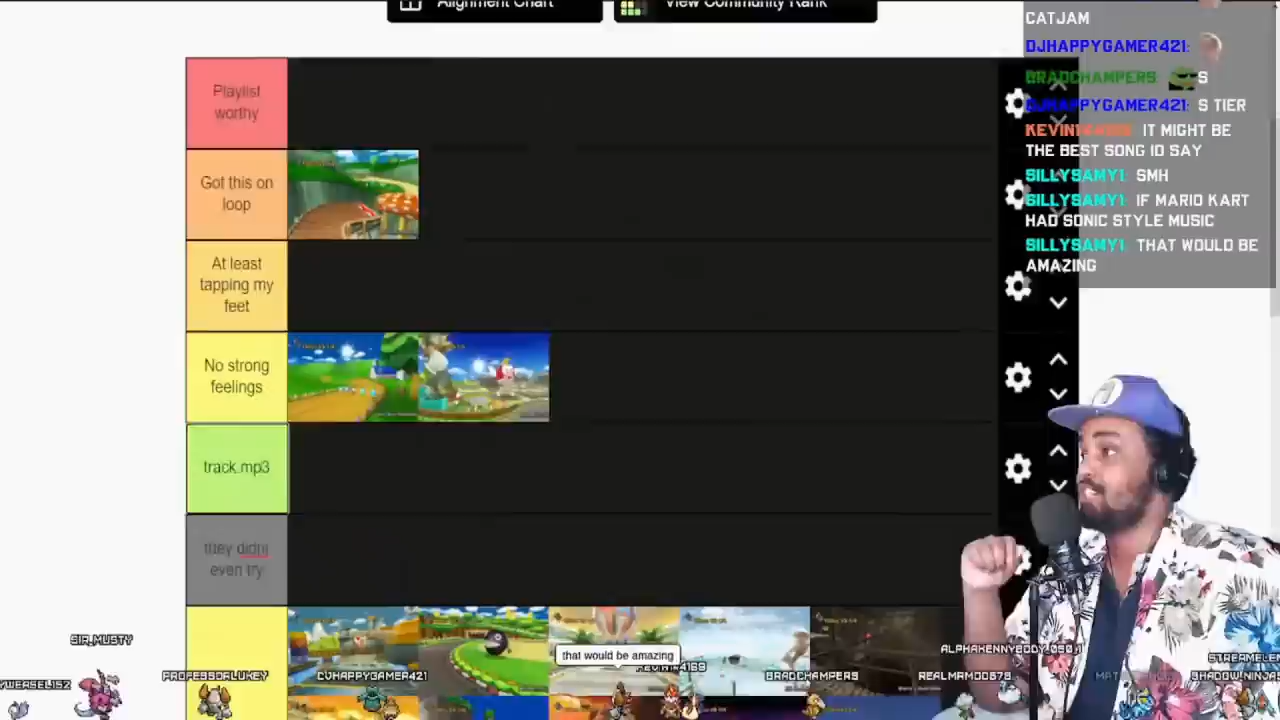 Alignment Chart
View Community Rank
CATJAM
DJHAPPYGAMER421:
BRADCHAMPERS: S
DJHAPPYGAMER421: S TIER
IT MIGHT BE
THE BEST SONG ID SAY
SILLYSAMY1: SMH
SILLYSAMY1: IF MARIO KART
HAD SONIC STYLE MUSIC
SILLYSAMY1: THAT WOULD BE
AMAZING
Playlist
worthy
Got this on
loop
At least
tapping my
feet
No strong
feelings
track.mp3
they didnt
even try
that would be amazing
SIR_MUSTY
PROFESSORLUKEY
BRADCHAMPERS